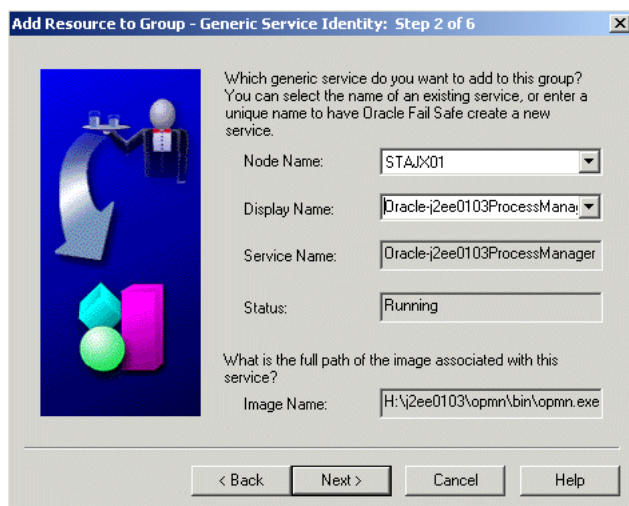 Add Resource to Group - Generic Service Identity: Step 2 of 6
Which generic service do you want to add to this group?
You can select the name of an existing service, or enter a
unique name to have Oracle Fail Safe create a new
service.
Node Name: STAJX01
Display Name: Oracle-j2ee0103ProcessManag
Service Name: Oracle-j2ee0103ProcessManager
Status: Running
What is the full path of the image associated with this
service?
Image Name: H:\j2ee0103\opmn\bin\opmn.exe
< Back Next > Cancel Help